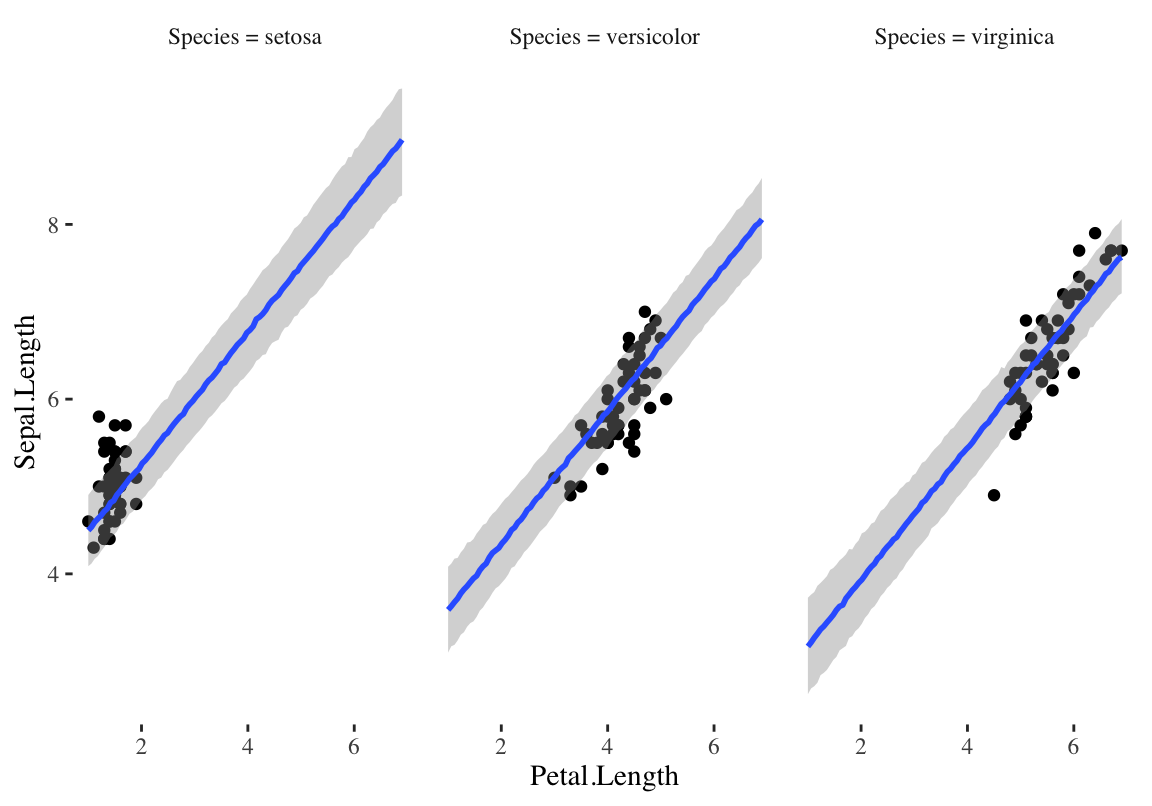 Species = setosa
Species = versicolor
Species = virginica
Sepal.Length
8
6
4
2 4 6
2 4 6
2 4 6
Petal.Length